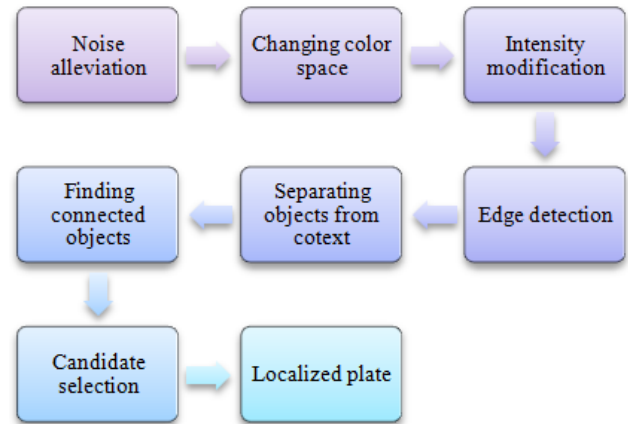 Noise
alleviation
Changing color
space
Intensity
modification
Edge detection
Separating
objects from
cotext
Finding
connected
objects
Candidate
selection
Localized plate